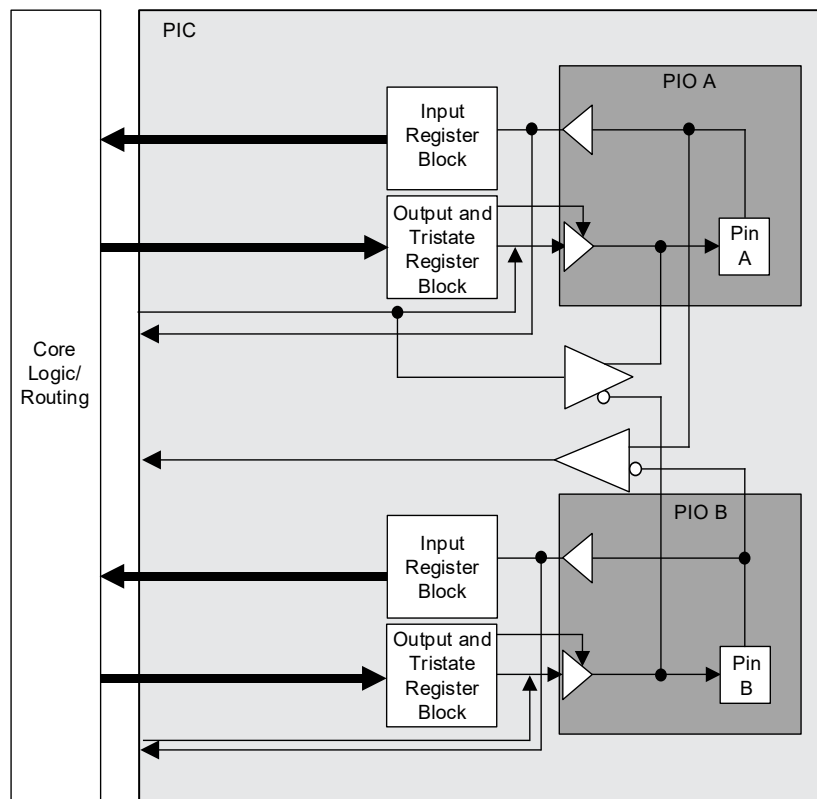 PIC
PIO A
Input
Register
Block
Output and
Tristate
Register
Block
Pin
A
Core
Logic/
Routing
PIO B
Input
Register
Block
Output and
Tristate
Register
Block
Pin
B